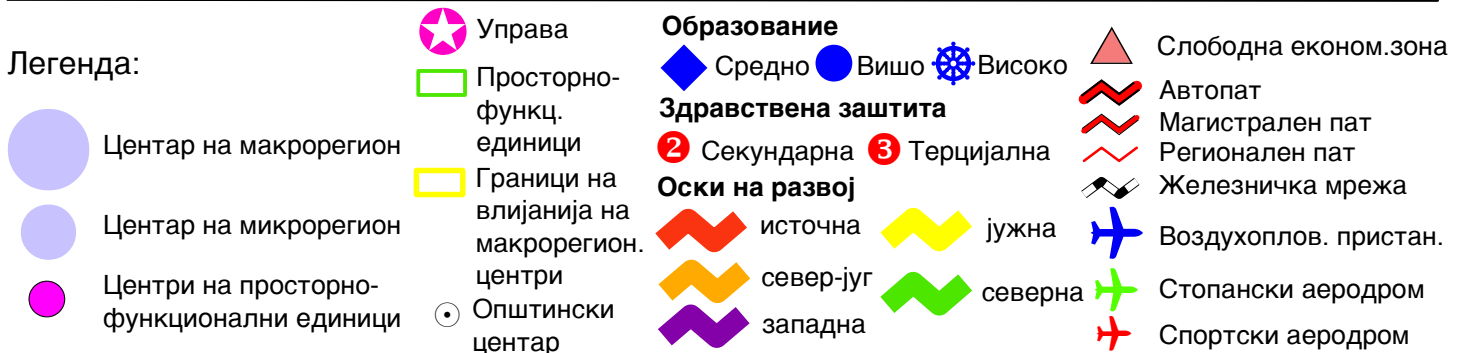 Легенда:
Центар на макрорегион
Центар на микрорегион
Центри на просторно-
функционални единици
Управа
Просторно-
функц.
единици
Граници на
влијанија на
макрорегион.
центри
Општински
центар
Образование
Средно Вишо Високо
Здравствена заштита
2 Секундарна 3 Терцијална
Оски на развој
источна јужна
север-југ северна
западна
Слободна економ.зона
Автопат
Магистрален пат
Регионален пат
Железничка мрежа
Воздухоплов. пристан.
Стопански аеродром
Спортски аеродром